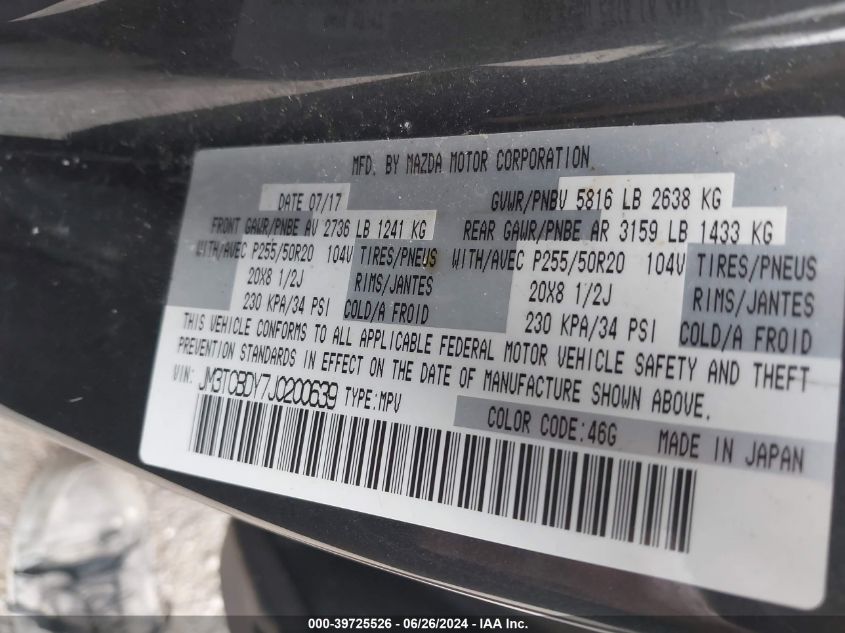 MFD. BY MAZDA MOTOR CORPORATION
DATE 07/17 GVWR/PNBV 5816 LB 2638 KG
FRONT GAWR/PNBE AV 2736 LB 1241 KG REAR GAWR/PNBE AR 3159 LB 1433 KG
WITH/AVEC P255/50R20 104V TIRES/PNEUS WITH/AVEC P255/50R20 104V TIRES/PNEUS
20X8 1/2J RIMS/JANTES 20X8 1/2J RIMS/JANTES
230 KPA/34 PSI COLD/A FROID 230 KPA/34 PSI COLD/A FROID
THIS VEHICLE CONFORMS TO ALL APPLICABLE FEDERAL MOTOR VEHICLE SAFETY AND THEFT
PREVENTION STANDARDS IN EFFECT ON THE DATE OF MANUFACTURE SHOWN ABOVE.
VIN: JM3TCBDY7J0200639 TYPE:MPV
COLOR CODE:46G MADE IN JAPAN
000-39725526 - 06/26/2024 - IAA Inc.